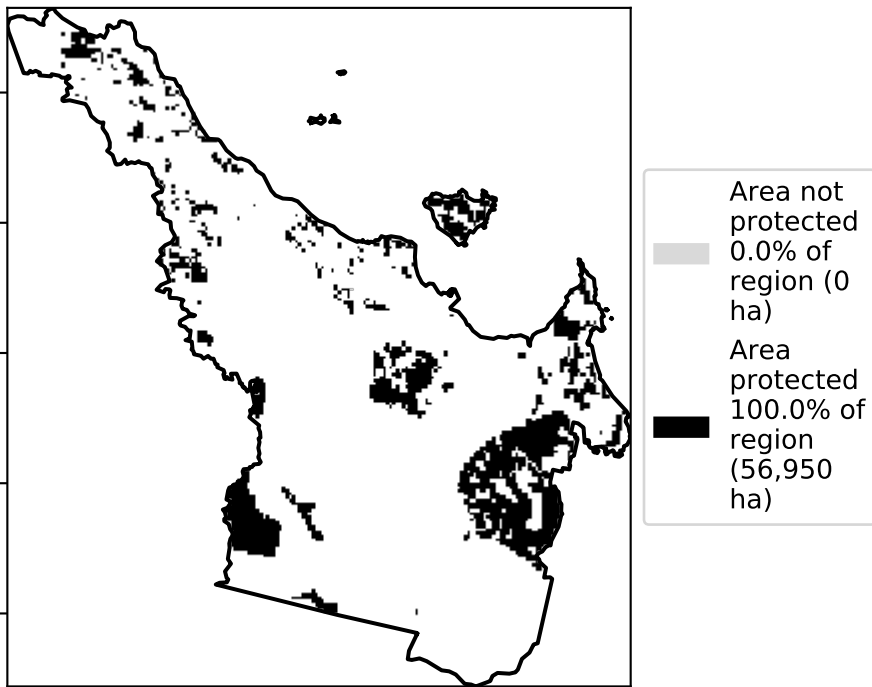 Area not
protected
0.0% of
region (0
ha)
Area
protected
100.0% of
region
(56,950
ha)